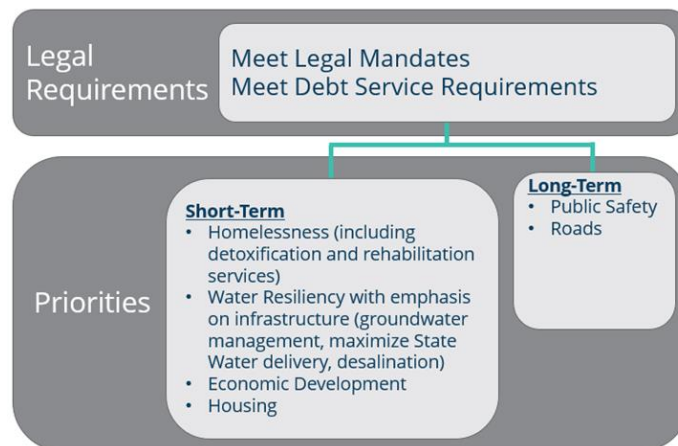 Legal
Requirements
Meet Legal Mandates
Meet Debt Service Requirements
Priorities
Short-Term
• Homelessness (including
detoxification and rehabilitation
services)
• Water Resiliency with emphasis
on infrastructure (groundwater
management, maximize State
Water delivery, desalination)
• Economic Development
• Housing
Long-Term
• Public Safety
• Roads